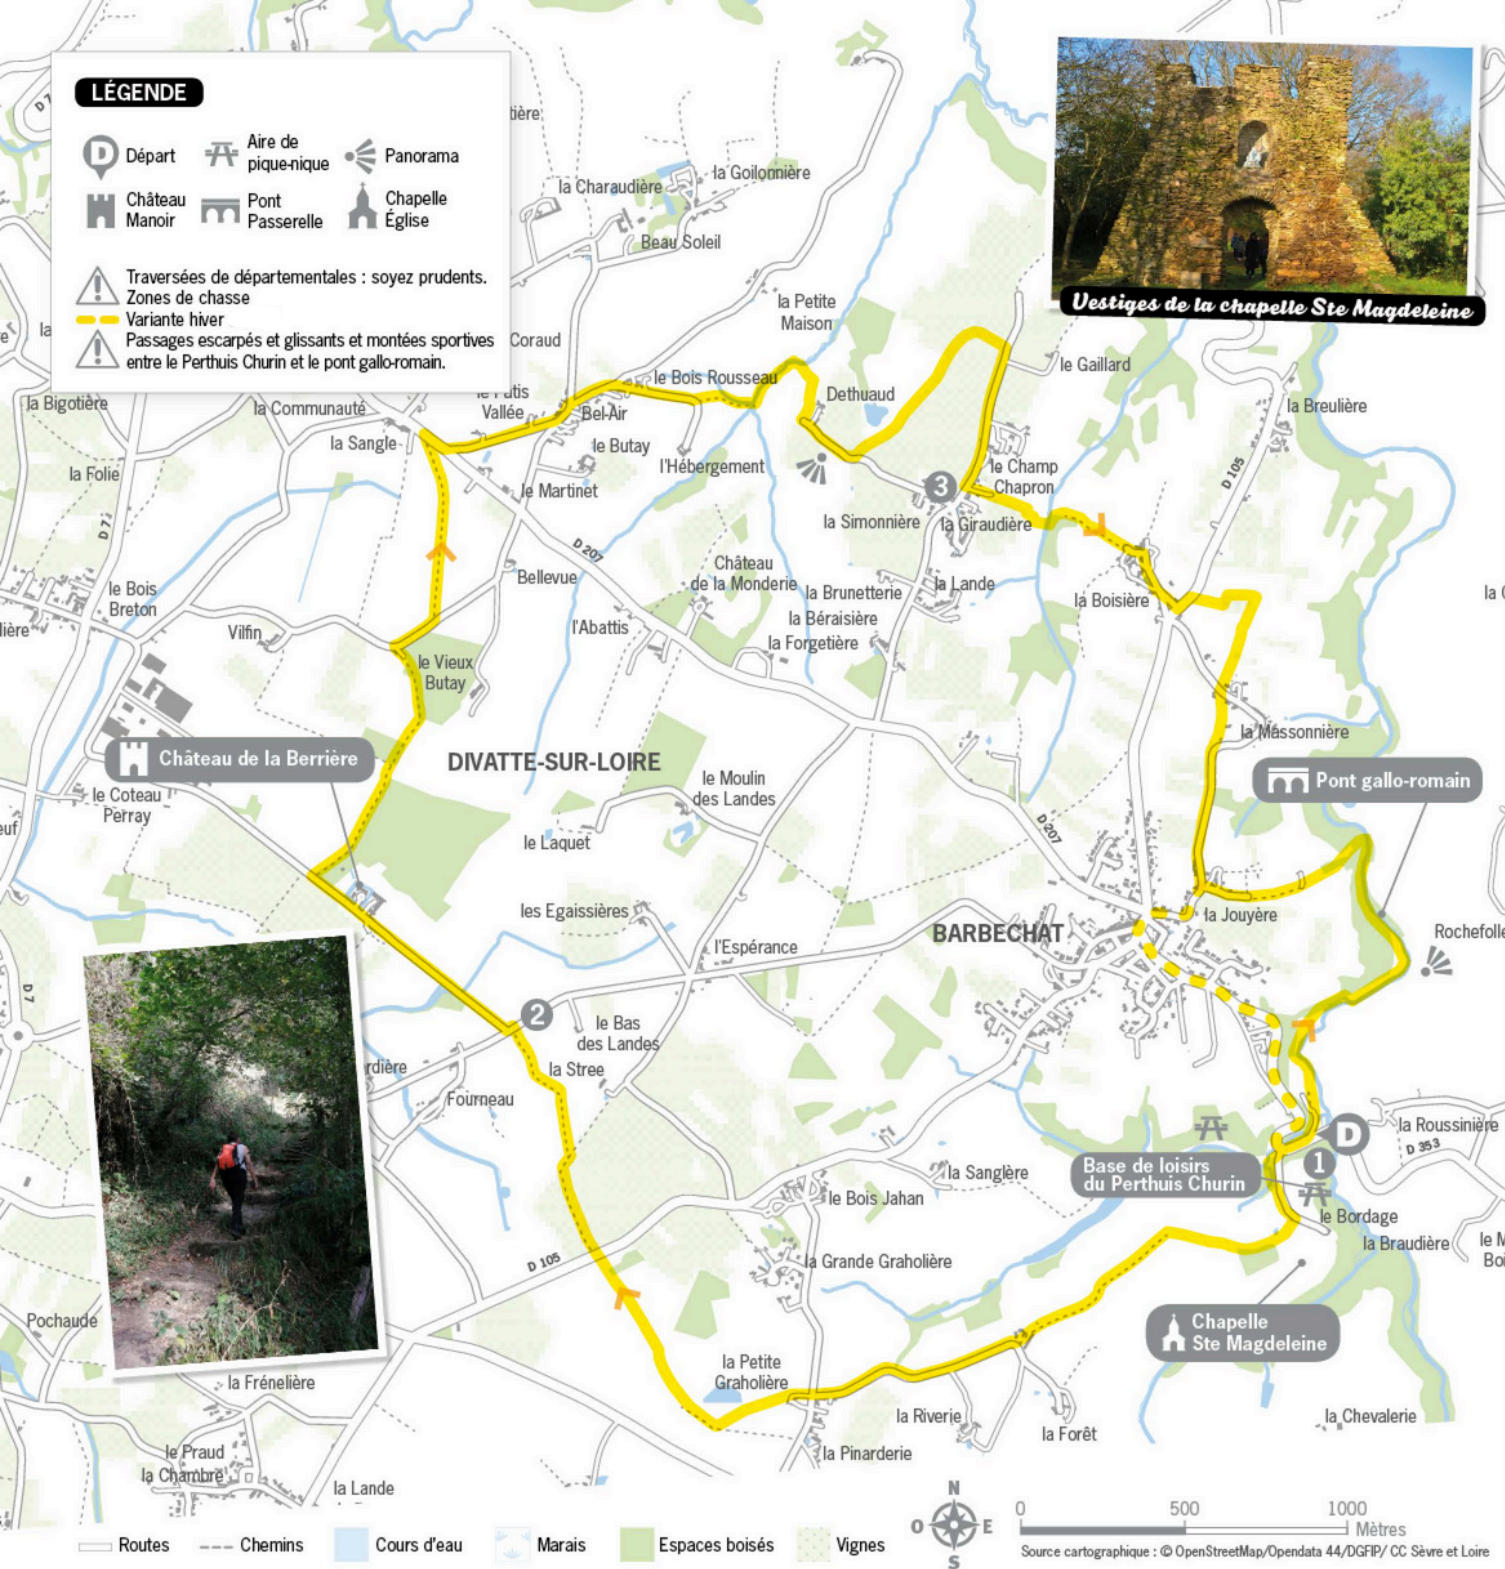 LÉGENDE
Départ
Aire de
pique-nique
Panorama
Château
Manoir
Pont
Passerelle
Chapelle
Église
Traversées de départementales : soyez prudents.
Zones de chasse
Variante hiver
Passages escarpés et glissants et montées sportives
entre le Perthuis Churin et le pont gallo-romain.
Vestiges de la chapelle Ste Magdeleine
la Charaudière
la Goilonnière
Beau Soleil
la Petite
Maison
Coraud
le Bois Rousseau
Dethuaud
le Gaillard
la Breulière
la Bigotière
la Communauté
Vallée
Bel-Air
la Sangle
le Butay
l'Hébergement
la Folie
le Martinet
le Champ
Chapron
D 105
3
la Simonnière
la Giraudière
D 7
D 207
Bellevue
Château
de la Monderie
la Brunetterie
la Lande
le Bois
Breton
la Boisière
la Béraisière
l'Abattis
la Forgetière
Vilfin
le Vieux
Butay
la Massonnière
Château de la Berrière
DIVATTE-SUR-LOIRE
le Moulin
des Landes
Pont gallo-romain
le Coteau
Perray
D 207
le Laquet
les Egaissières
la Jouyère
BARBECHAT
l'Espérance
Rochefolle
D 7
2
le Bas
des Landes
la Stree
Fourneau
D
la Roussinière
D 353
1
Base de loisirs
du Perthuis Churin
la Sanglère
le Bois Jahan
le Bordage
la Braudière
D 105
la Grande Graholière
Chapelle
Ste Magdeleine
Pochaude
la Petite
Graholière
la Frénelière
la Riverie
la Forêt
la Chevalerie
le Praud
la Chambre
la Pinarderie
la Lande
N
O
E
S
0 500 1000
Mètres
Routes
Chemins
Cours d'eau
Marais
Espaces boisés
Vignes
Source cartographique : © OpenStreetMap/Opendata 44/DGFIP/ CC Sèvre et Loire